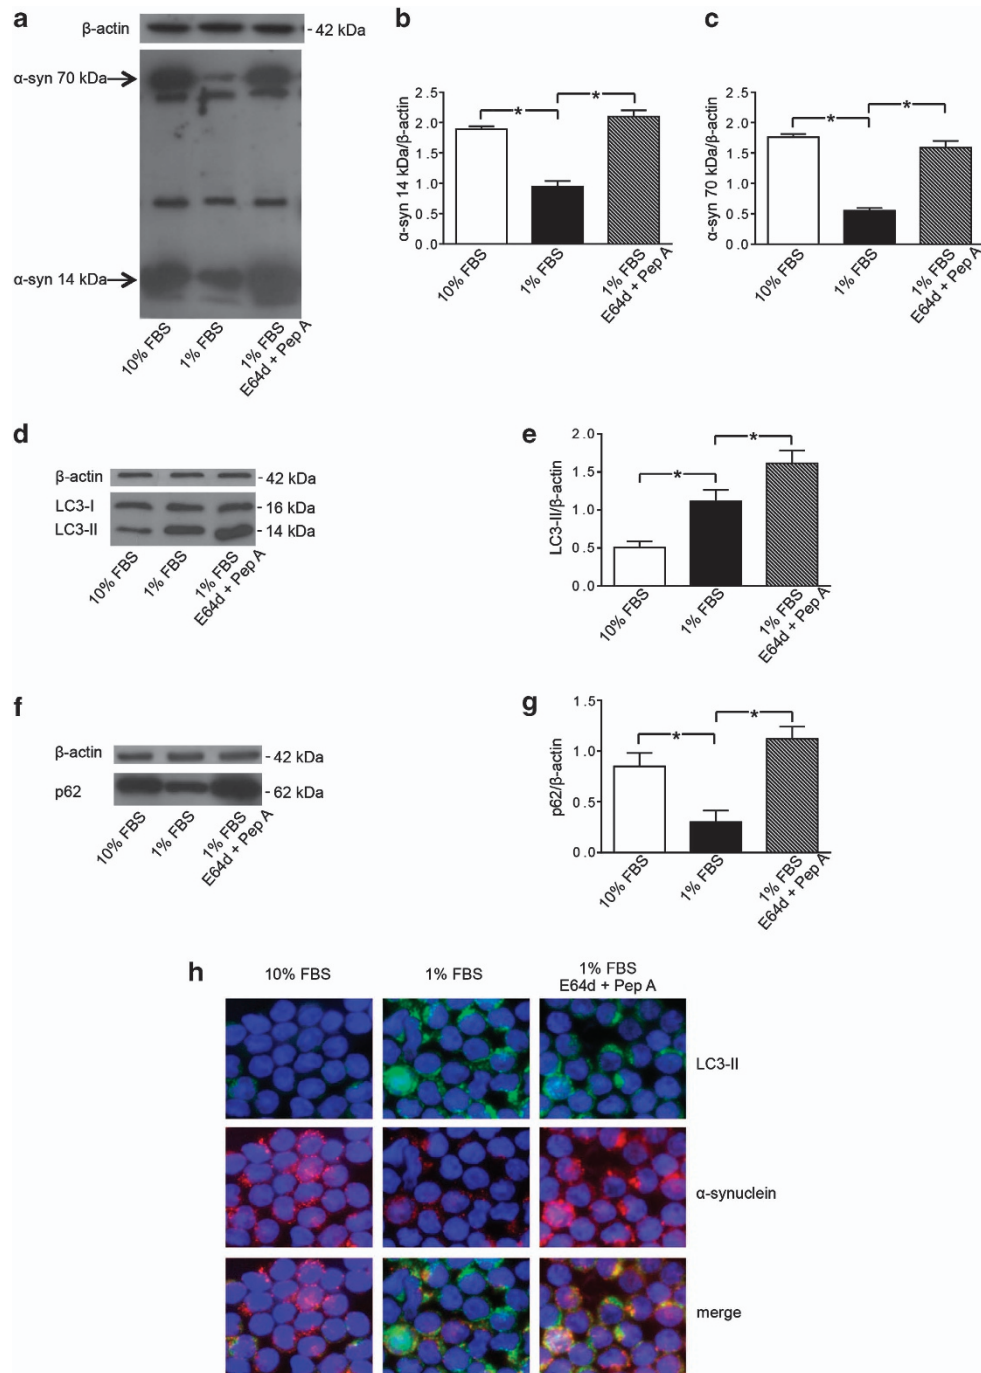 a
β-actin
- 42 kDa
α-syn 70 kDa
α-syn 14 kDa
10% FBS
1% FBS
1% FBS
E64d + Pep A
b
α-syn 14 kDa/β-actin
2.5
2.0
1.5
1.0
0.5
0.0
*
*
10% FBS
1% FBS
1% FBS
E64d + Pep A
c
α-syn 70 kDa/β-actin
2.5
2.0
1.5
1.0
0.5
0.0
*
*
10% FBS
1% FBS
1% FBS
E64d + Pep A
d
β-actin
- 42 kDa
LC3-I
- 16 kDa
LC3-II
- 14 kDa
10% FBS
1% FBS
1% FBS
E64d + Pep A
e
LC3-II/β-actin
2.0
1.5
1.0
0.5
0.0
*
*
10% FBS
1% FBS
1% FBS
E64d + Pep A
f
β-actin
- 42 kDa
p62
- 62 kDa
10% FBS
1% FBS
1% FBS
E64d + Pep A
g
p62/β-actin
1.5
1.0
0.5
0.0
*
*
10% FBS
1% FBS
1% FBS
E64d + Pep A
h
10% FBS
1% FBS
1% FBS
E64d + Pep A
LC3-II
α-synuclein
merge